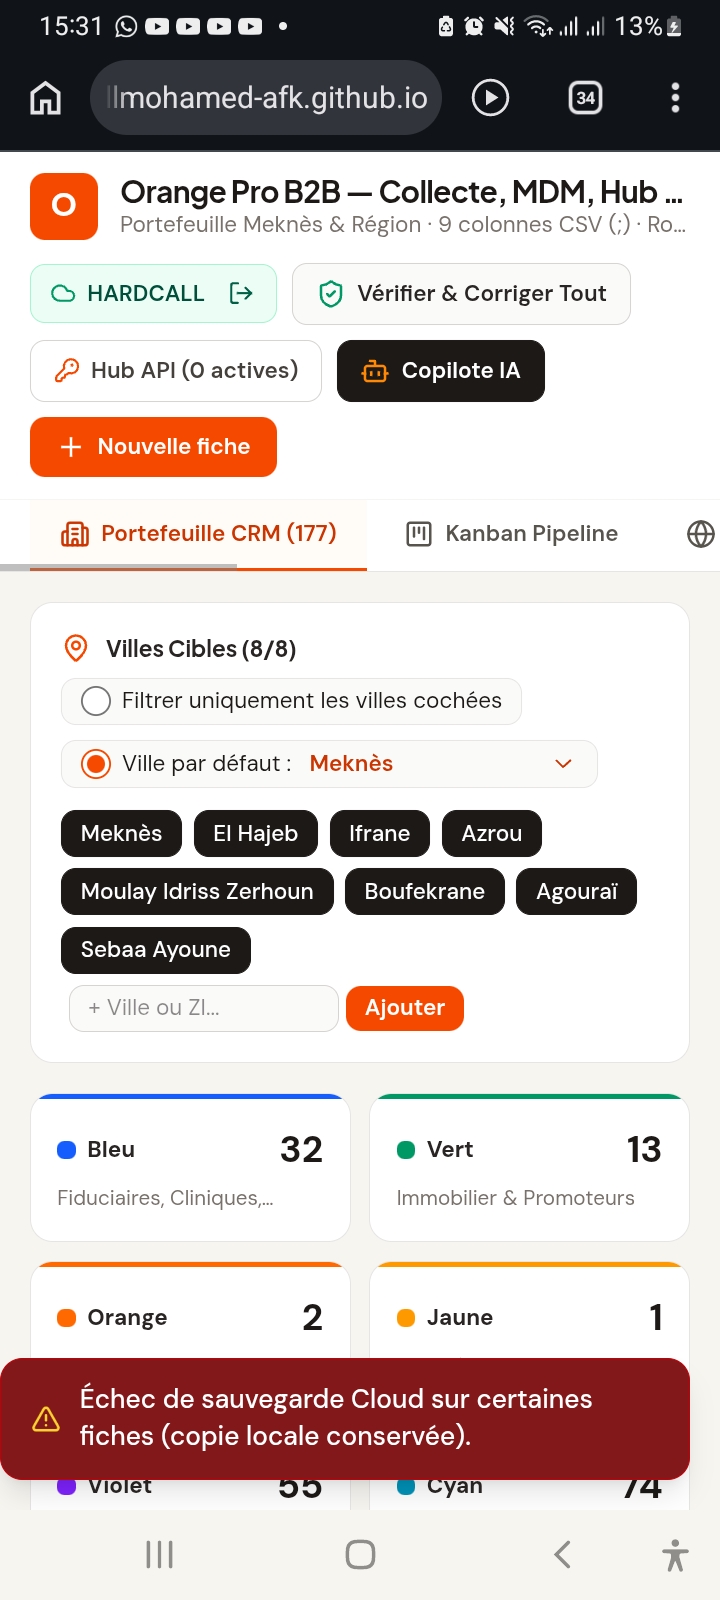 15:31
13%
llmohamed-afk.github.io
34
O
Orange Pro B2B — Collecte, MDM, Hub ...
Portefeuille Meknès & Région · 9 colonnes CSV (;) · Ro...
HARDCALL
Vérifier & Corriger Tout
Hub API (0 actives)
Copilote IA
+ Nouvelle fiche
Portefeuille CRM (177)
Kanban Pipeline
Villes Cibles (8/8)
Filtrer uniquement les villes cochées
Ville par défaut : Meknès
Meknès
El Hajeb
Ifrane
Azrou
Moulay Idriss Zerhoun
Boufekrane
Agouraï
Sebaa Ayoune
+ Ville ou ZI...
Ajouter
Bleu 32
Fiduciaires, Cliniques,...
Vert 13
Immobilier & Promoteurs
Orange 2
Jaune 1
Échec de sauvegarde Cloud sur certaines
fiches (copie locale conservée).
Violet 55
Cyan 74